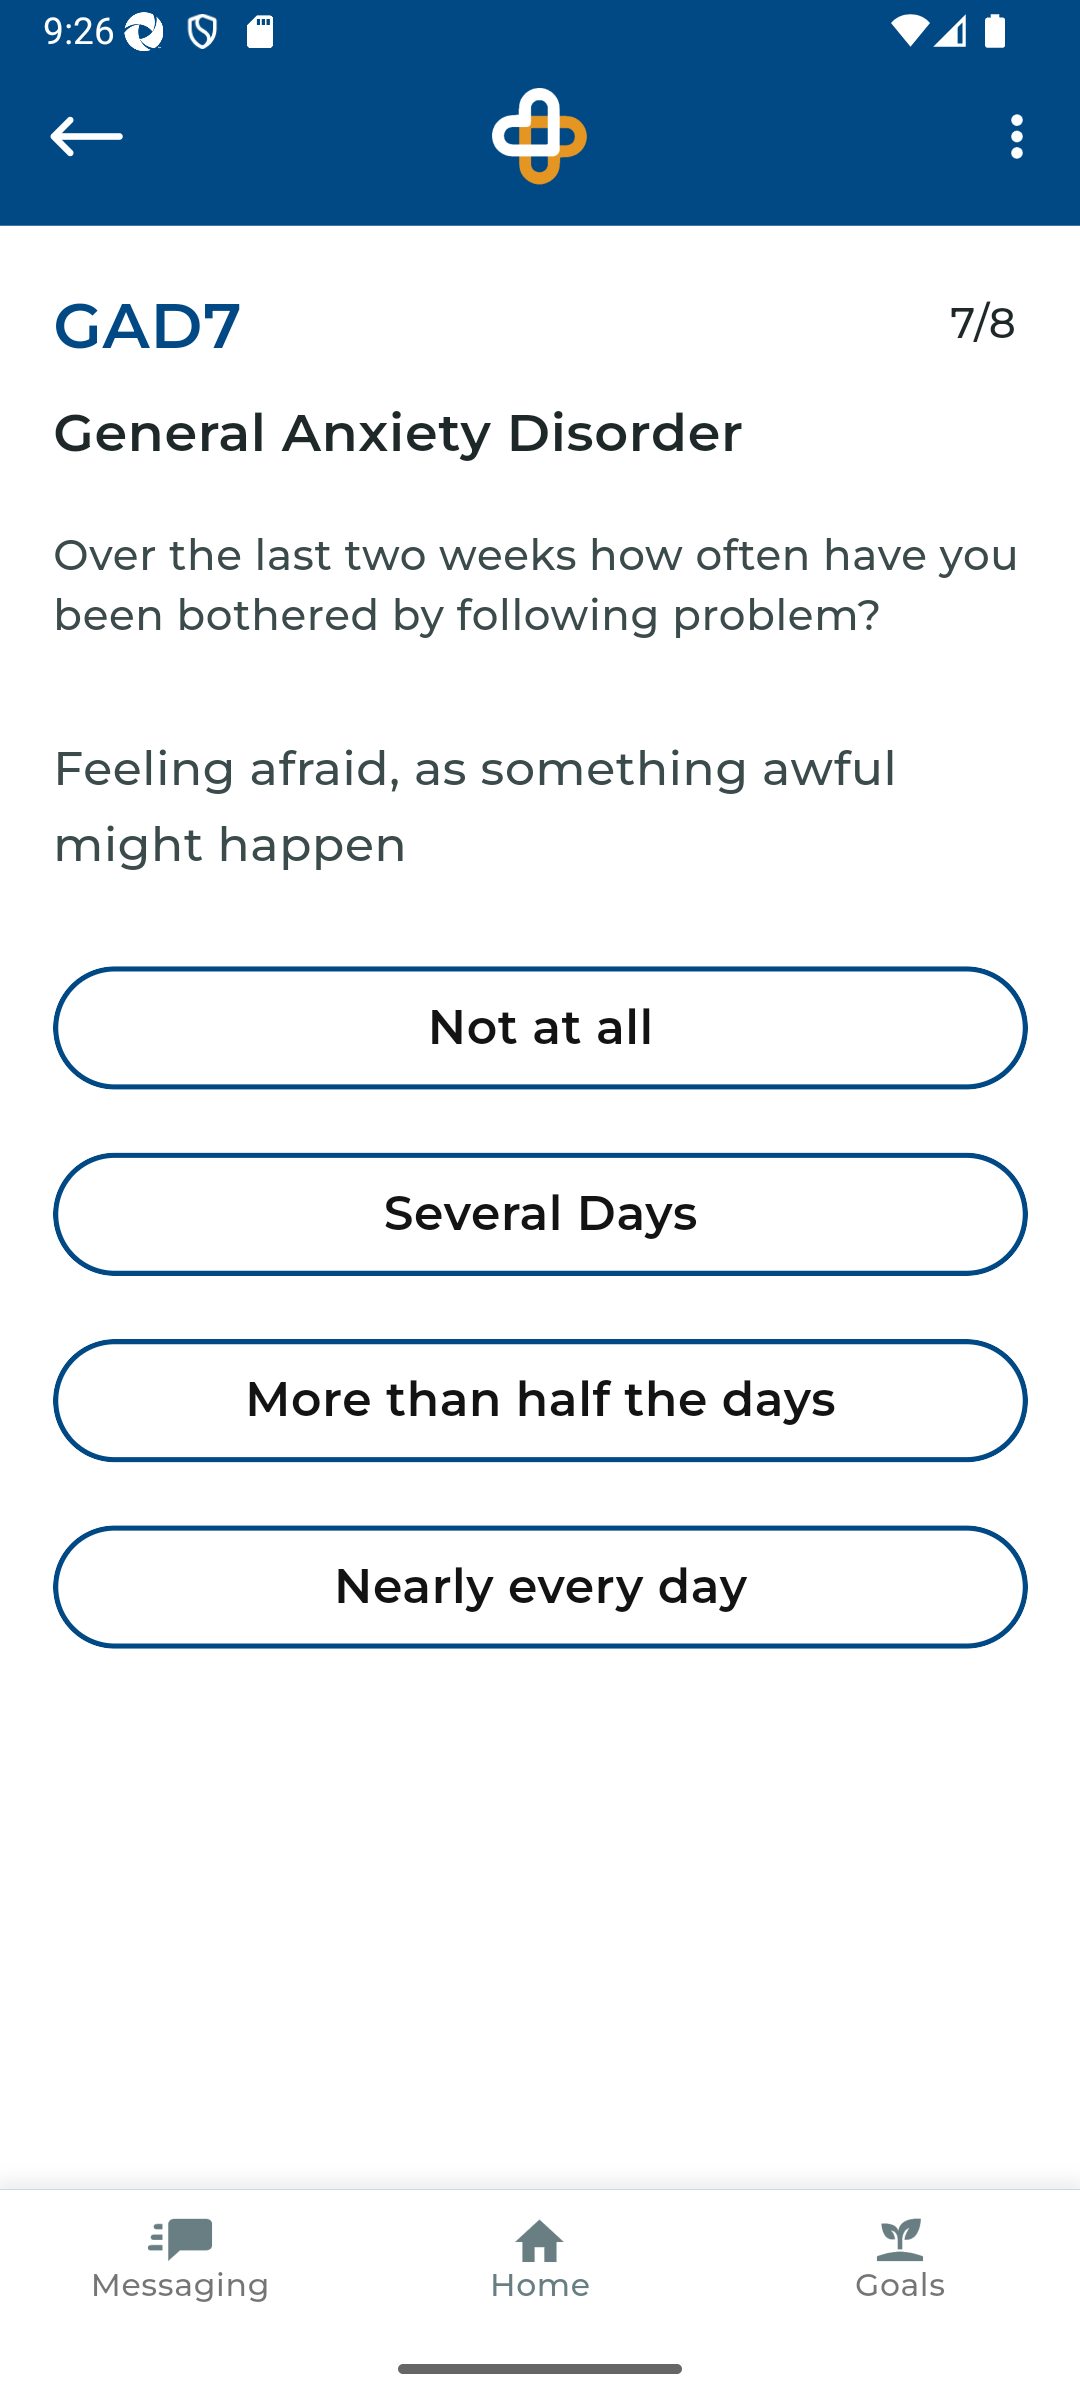 9:26
GAD7
7/8
General Anxiety Disorder
Over the last two weeks how often have you
been bothered by following problem?
Feeling afraid, as something awful
might happen
Not at all
Several Days
More than half the days
Nearly every day
Messaging
Home
Goals